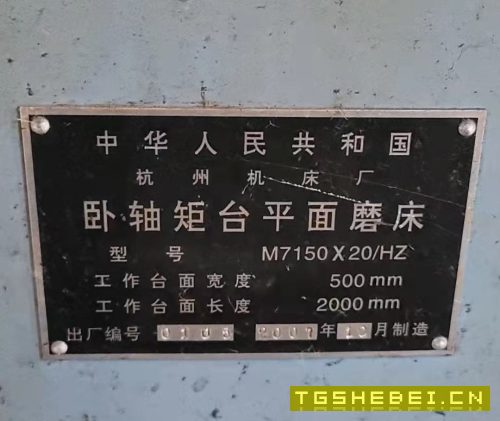 中华人民共和国
杭州机床厂
卧轴矩台平面磨床
型号 M7150X20/HZ
工作台面宽度 500mm
工作台面长度 2000mm
出厂编号 年 月制造
TGSHEBEI.CN